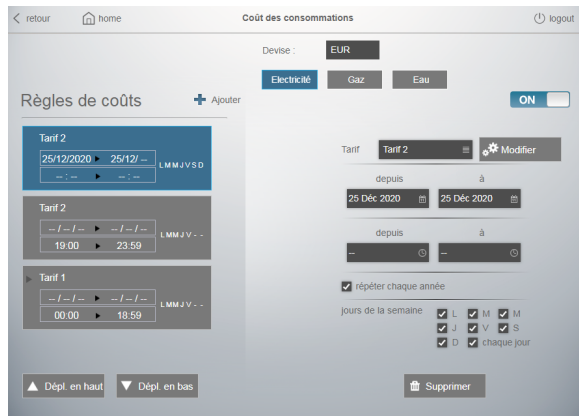 retour home Coût des consommations logout
Devise : EUR
Electricité Gaz Eau
Règles de coûts Ajouter
ON
Tarif 2
25/12/2020 25/12/ --
LMMJVSD
-- : -- -- : --
Tarif 2
-- / -- / -- -- / -- / --
LMMJV--
19:00 23:59
Tarif 1
-- / -- / -- -- / -- / --
LMMJV--
00:00 18:59
Tarif Tarif 2 Modifier
depuis à
25 Déc 2020 25 Déc 2020
depuis à
-- --
répéter chaque année
jours de la semaine L M M
J V S
D chaque jour
Dépl. en haut Dépl. en bas
Supprimer